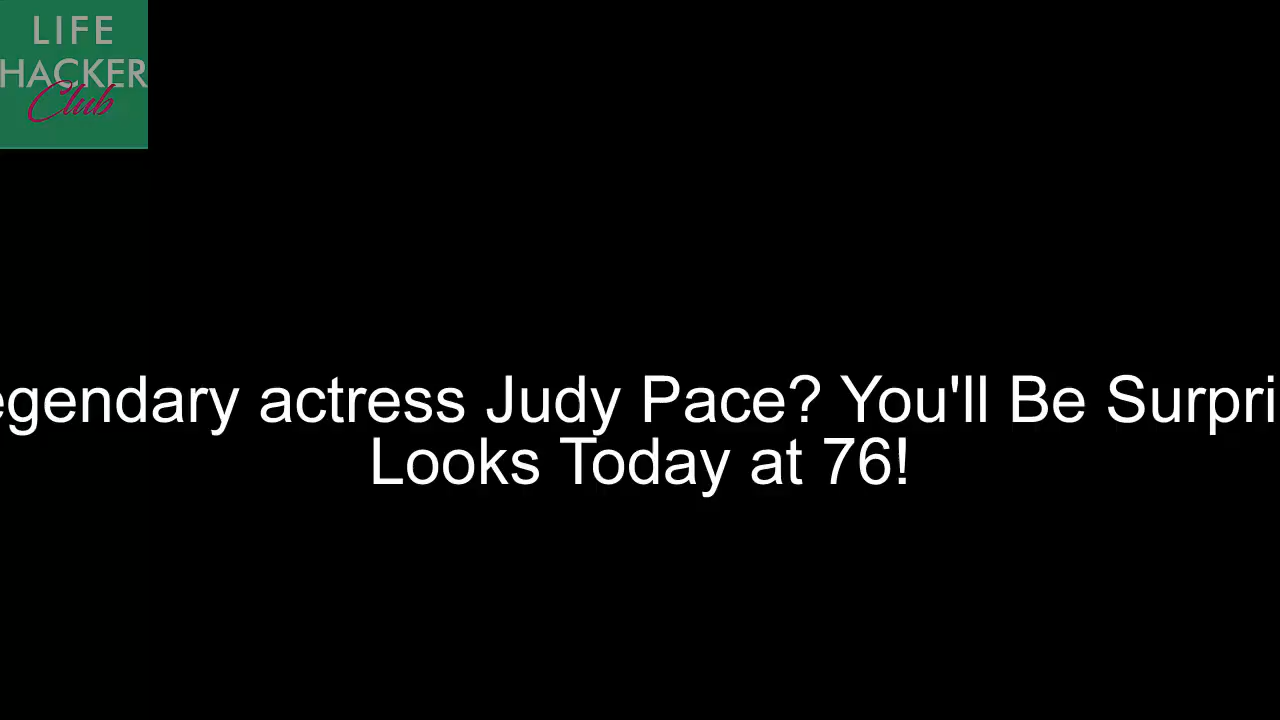 LIFE
HACKER
Club
egendary actress Judy Pace? You'll Be Surpri
Looks Today at 76!